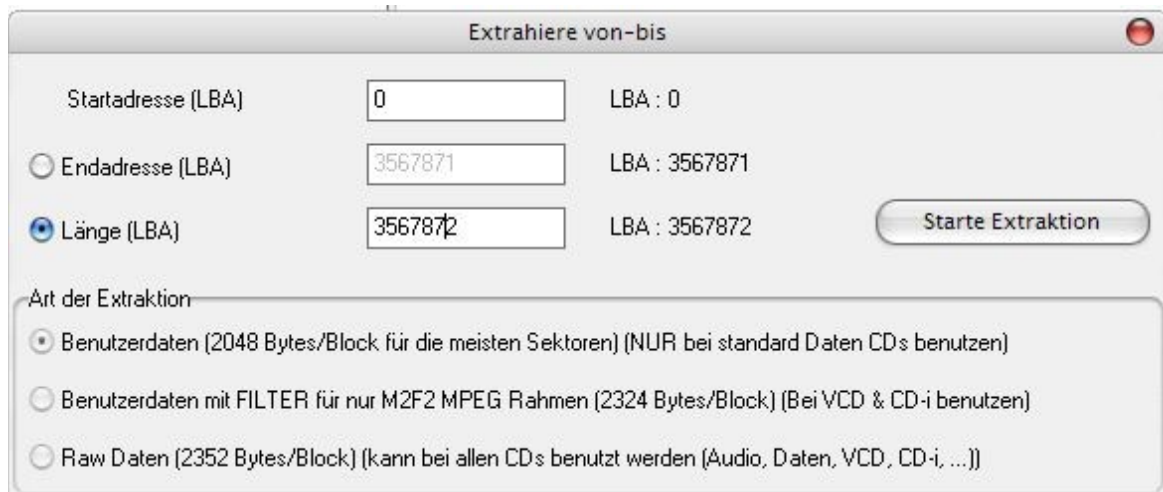 Extrahiere von-bis
Startadresse (LBA) 0 LBA : 0
Endadresse (LBA) 3567871 LBA : 3567871
Länge (LBA) 3567872 LBA : 3567872
Starte Extraktion
Art der Extraktion
Benutzerdaten (2048 Bytes/Block für die meisten Sektoren) (NUR bei standard Daten CDs benutzen)
Benutzerdaten mit FILTER für nur M2F2 MPEG Rahmen (2324 Bytes/Block) (Bei VCD & CD-i benutzen)
Raw Daten (2352 Bytes/Block) (kann bei allen CDs benutzt werden (Audio, Daten, VCD, CD-i, ...))